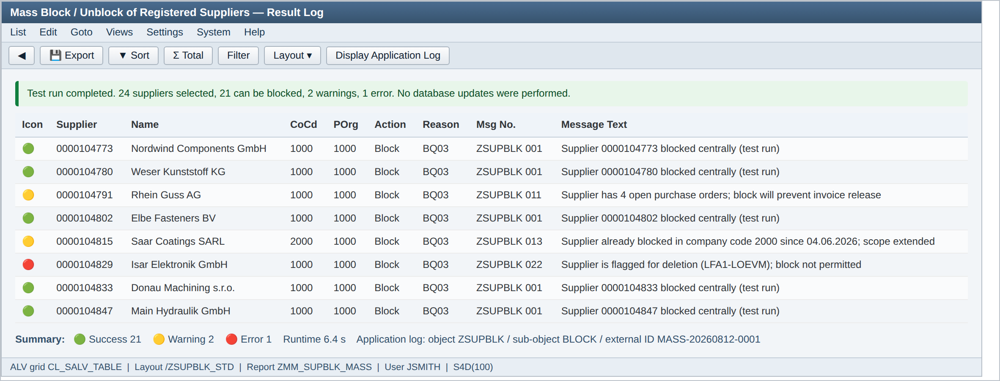 Mass Block / Unblock of Registered Suppliers — Result Log
List Edit Goto Views Settings System Help
◀ 💾 Export ▼ Sort Σ Total Filter Layout ▾ Display Application Log
Test run completed. 24 suppliers selected, 21 can be blocked, 2 warnings, 1 error. No database updates were performed.
Icon Supplier Name CoCd POrg Action Reason Msg No. Message Text
🟢 0000104773 Nordwind Components GmbH 1000 1000 Block BQ03 ZSUPBLK 001 Supplier 0000104773 blocked centrally (test run)
🟢 0000104780 Weser Kunststoff KG 1000 1000 Block BQ03 ZSUPBLK 001 Supplier 0000104780 blocked centrally (test run)
🟡 0000104791 Rhein Guss AG 1000 1000 Block BQ03 ZSUPBLK 011 Supplier has 4 open purchase orders; block will prevent invoice release
🟢 0000104802 Elbe Fasteners BV 1000 1000 Block BQ03 ZSUPBLK 001 Supplier 0000104802 blocked centrally (test run)
🟡 0000104815 Saar Coatings SARL 2000 1000 Block BQ03 ZSUPBLK 013 Supplier already blocked in company code 2000 since 04.06.2026; scope extended
🔴 0000104829 Isar Elektronik GmbH 1000 1000 Block BQ03 ZSUPBLK 022 Supplier is flagged for deletion (LFA1-LOEVM); block not permitted
🟢 0000104833 Donau Machining s.r.o. 1000 1000 Block BQ03 ZSUPBLK 001 Supplier 0000104833 blocked centrally (test run)
🟢 0000104847 Main Hydraulik GmbH 1000 1000 Block BQ03 ZSUPBLK 001 Supplier 0000104847 blocked centrally (test run)
Summary: 🟢 Success 21 🟡 Warning 2 🔴 Error 1 Runtime 6.4 s Application log: object ZSUPBLK / sub-object BLOCK / external ID MASS-20260812-0001
ALV grid CL_SALV_TABLE | Layout /ZSUPBLK_STD | Report ZMM_SUPBLK_MASS | User JSMITH | S4D(100)